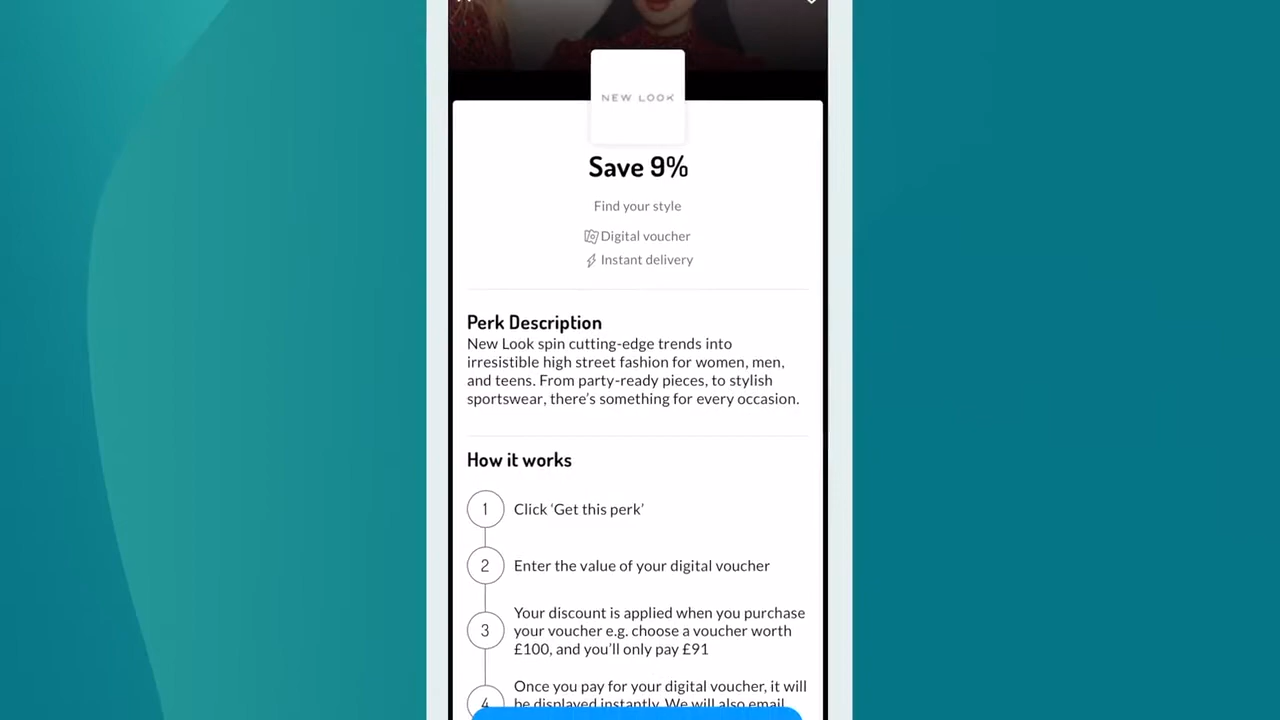 NEW LOOK
Save 9%
Find your style
Digital voucher
Instant delivery
Perk Description
New Look spin cutting-edge trends into
irresistible high street fashion for women, men,
and teens. From party-ready pieces, to stylish
sportswear, there's something for every occasion.
How it works
1 Click ‘Get this perk’
2 Enter the value of your digital voucher
3 Your discount is applied when you purchase
your voucher e.g. choose a voucher worth
£100, and you'll only pay £91
4 Once you pay for your digital voucher, it will
be displayed instantly. We will also email